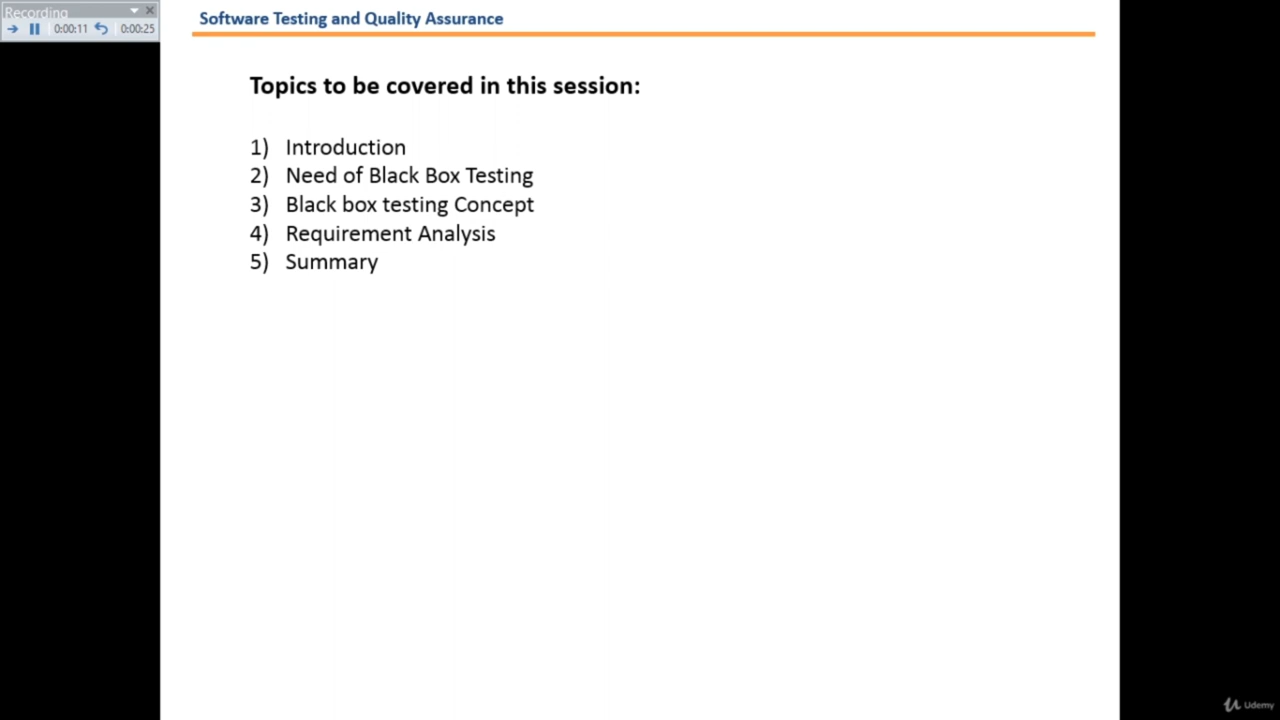 Recording
0:00:11 0:00:25
Software Testing and Quality Assurance
Topics to be covered in this session:
1) Introduction
2) Need of Black Box Testing
3) Black box testing Concept
4) Requirement Analysis
5) Summary
Udemy